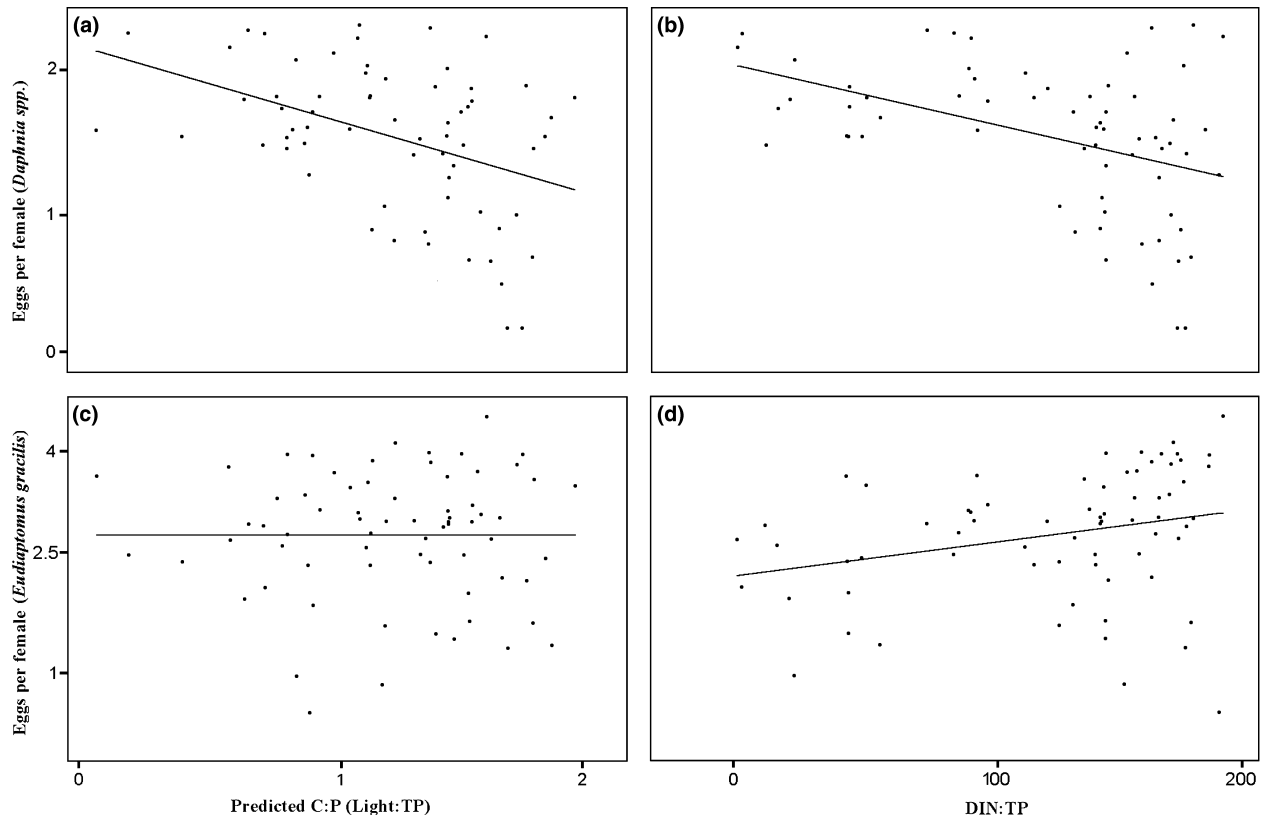 (a)
(b)
2
1
0
Eggs per female (Daphnia spp.)
(c)
(d)
4
2.5
1
Eggs per female (Eudiaptomus gracilis)
0 1 2
0 100 200
Predicted C:P (Light:TP)
DIN:TP